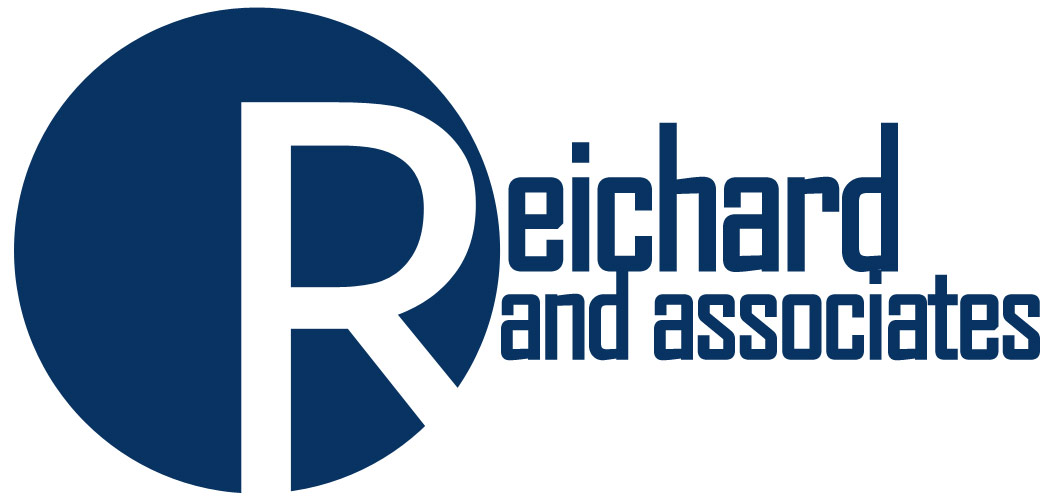 Reichard
and associates